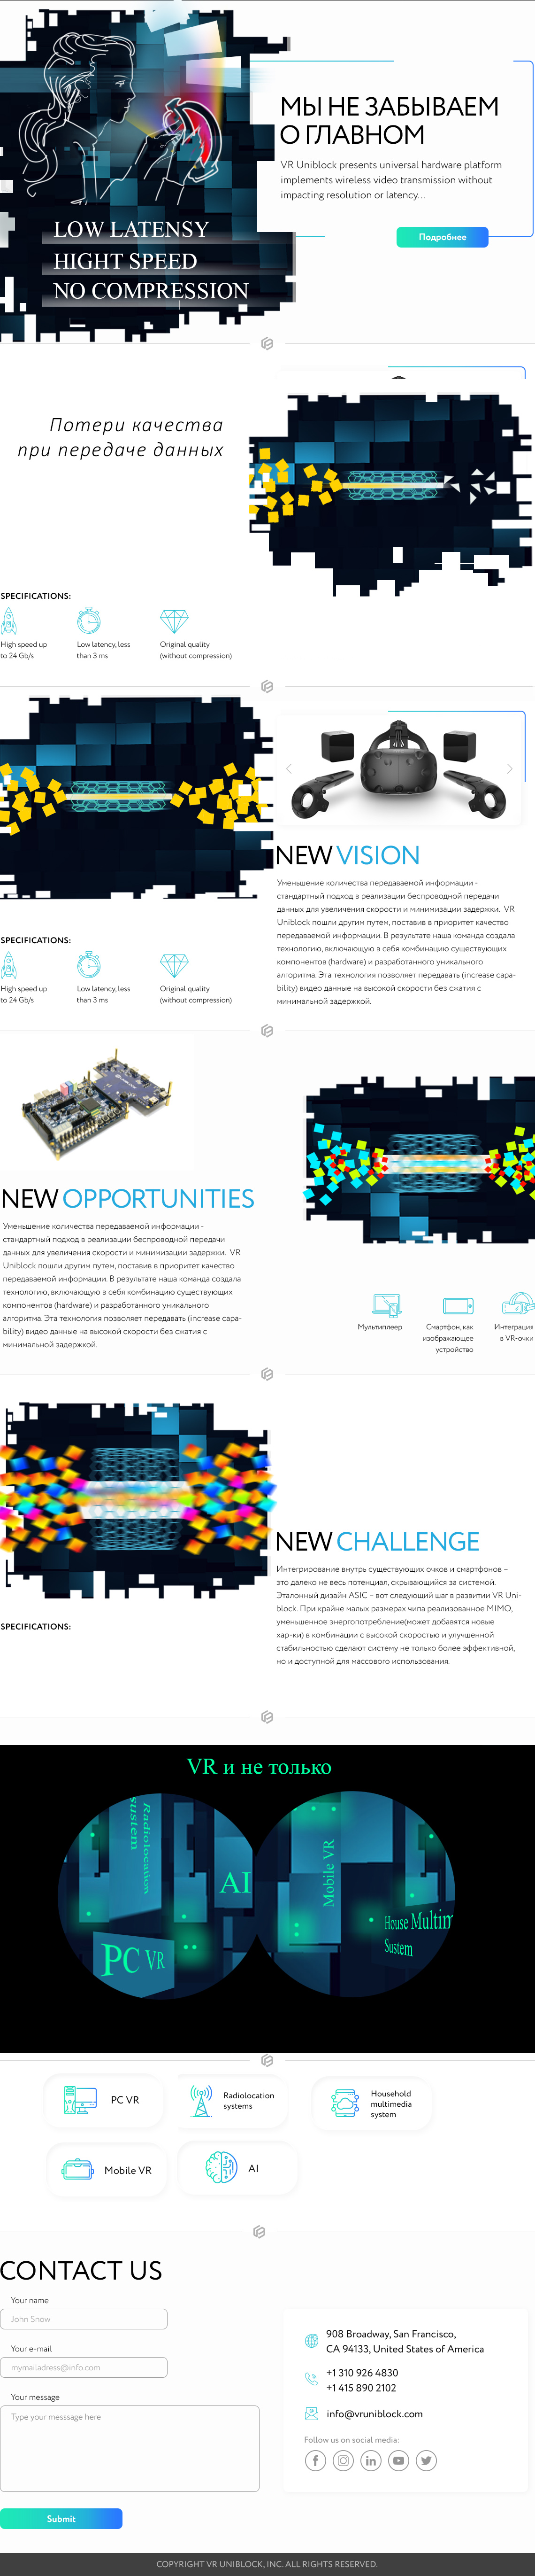 МЫ НЕ ЗАБЫВАЕМ
О ГЛАВНОМ
VR Uniblock presents universal hardware platform
implements wireless video transmission without
impacting resolution or latency...
Подробнее
LOW LATENSY
HIGHT SPEED
NO COMPRESSION
Потери качества
при передаче данных
SPECIFICATIONS:
High speed up
to 24 Gb/s
Low latency, less
than 3 ms
Original quality
(without compression)
NEW VISION
Уменьшение количества передаваемой информации -
стандартный подход в реализации беспроводной передачи
данных для увеличения скорости и минимизации задержки. VR
Uniblock пошли другим путем, поставив в приоритет качество
передаваемой информации. В результате наша команда создала
технологию, включающую в себя комбинацию существующих
компонентов (hardware) и разработанного уникального
алгоритма. Эта технология позволяет передавать (increase capa-
bility) видео данные на высокой скорости без сжатия с
минимальной задержкой.
SPECIFICATIONS:
High speed up
to 24 Gb/s
Low latency, less
than 3 ms
Original quality
(without compression)
NEW OPPORTUNITIES
Уменьшение количества передаваемой информации -
стандартный подход в реализации беспроводной передачи
данных для увеличения скорости и минимизации задержки. VR
Uniblock пошли другим путем, поставив в приоритет качество
передаваемой информации. В результате наша команда создала
технологию, включающую в себя комбинацию существующих
компонентов (hardware) и разработанного уникального
алгоритма. Эта технология позволяет передавать (increase capa-
bility) видео данные на высокой скорости без сжатия с
минимальной задержкой.
Мультиплеер
Смартфон, как
изображающее
устройство
Интеграция
в VR-очки
NEW CHALLENGE
Интегрирование внутрь существующих очков и смартфонов –
это далеко не весь потенциал, скрывающийся за системой.
Эталонный дизайн ASIC – вот следующий шаг в развитии VR Uni-
block. При крайне малых размерах чипа реализованное MIMO,
уменьшенное энергопотребление(может добавятся новые
хар-ки) в комбинации с высокой скоростью и улучшенной
стабильностью сделают систему не только более эффективной,
но и доступной для массового использования.
SPECIFICATIONS:
VR и не только
Radiolocation
sustem
AI
PC VR
Mobile VR
House Multim
Sustem
PC VR
Radiolocation
systems
Household
multimedia
system
Mobile VR
AI
CONTACT US
Your name
John Snow
Your e-mail
mymailadress@info.com
Your message
Type your messsage here
Submit
908 Broadway, San Francisco,
CA 94133, United States of America
+1 310 926 4830
+1 415 890 2102
info@vruniblock.com
Follow us on social media:
COPYRIGHT VR UNIBLOCK, INC. ALL RIGHTS RESERVED.